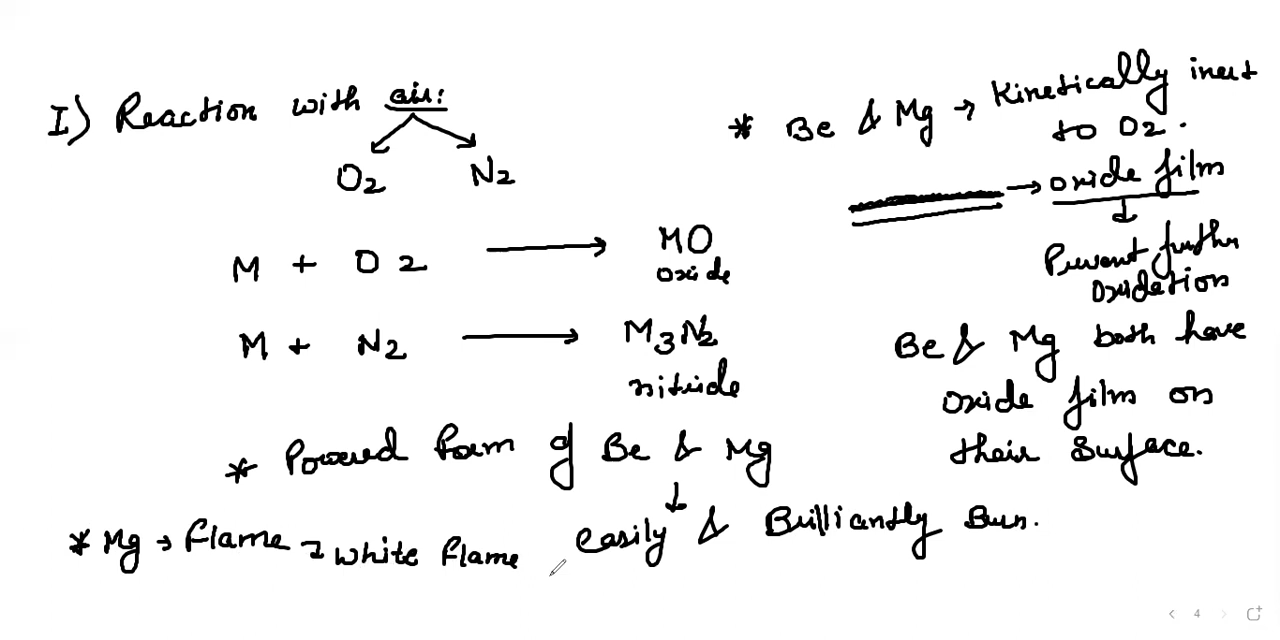 I) Reaction with air:
O2 N2
M + O2 → MO
oxide
M + N2 → M3N2
nitride
* Powered Form of Be & Mg
↓
easily & Brilliantly Burn.
* Mg → Flame → white flame
* Be & Mg → Kinetically inert
to O2.
→ oxide film
↓
Prevent further
oxidation
Be & Mg both have
oxide film on
their surface.
4